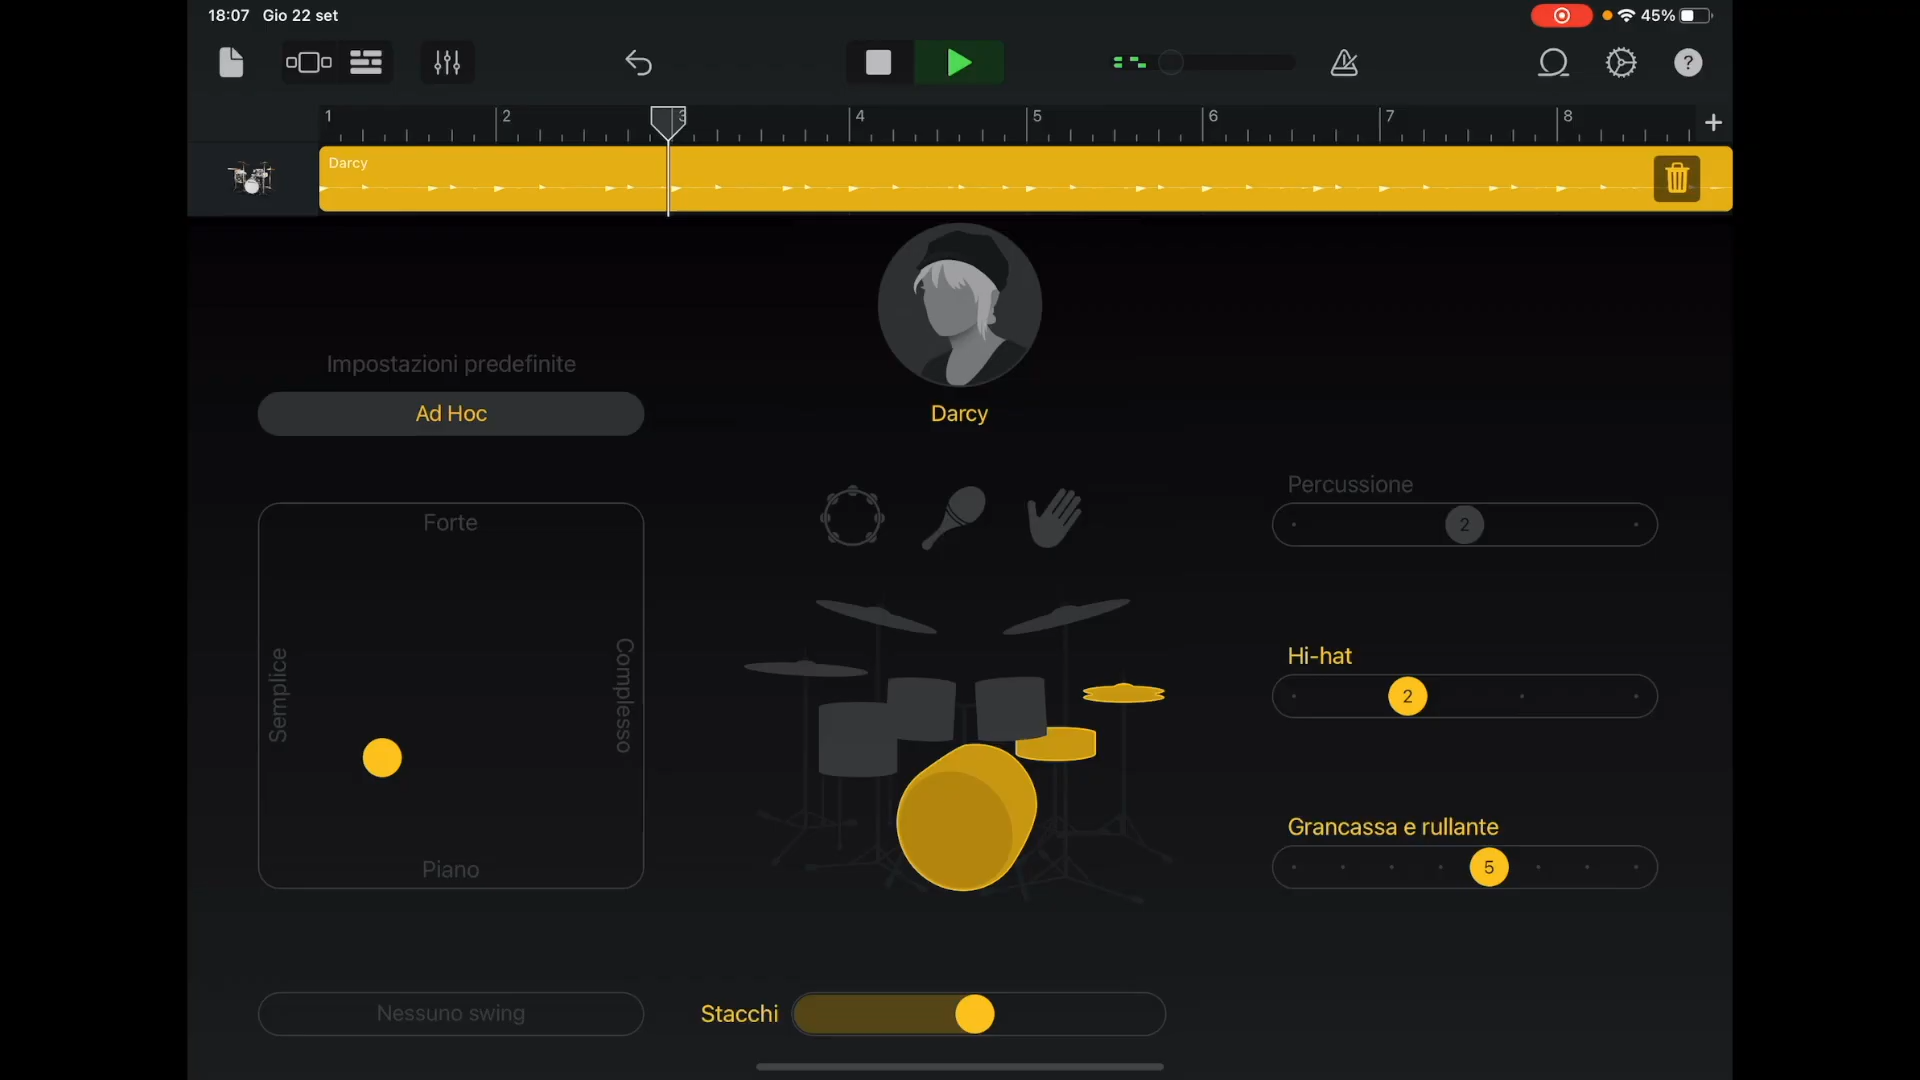 18:07 Gio 22 set
45%
?
1 2 3 4 5 6 7 8 +
Darcy
Impostazioni predefinite
Ad Hoc
Darcy
Percussione
2
Forte
Semplice
Complesso
Piano
Hi-hat
2
Grancassa e rullante
5
Nessuno swing
Stacchi